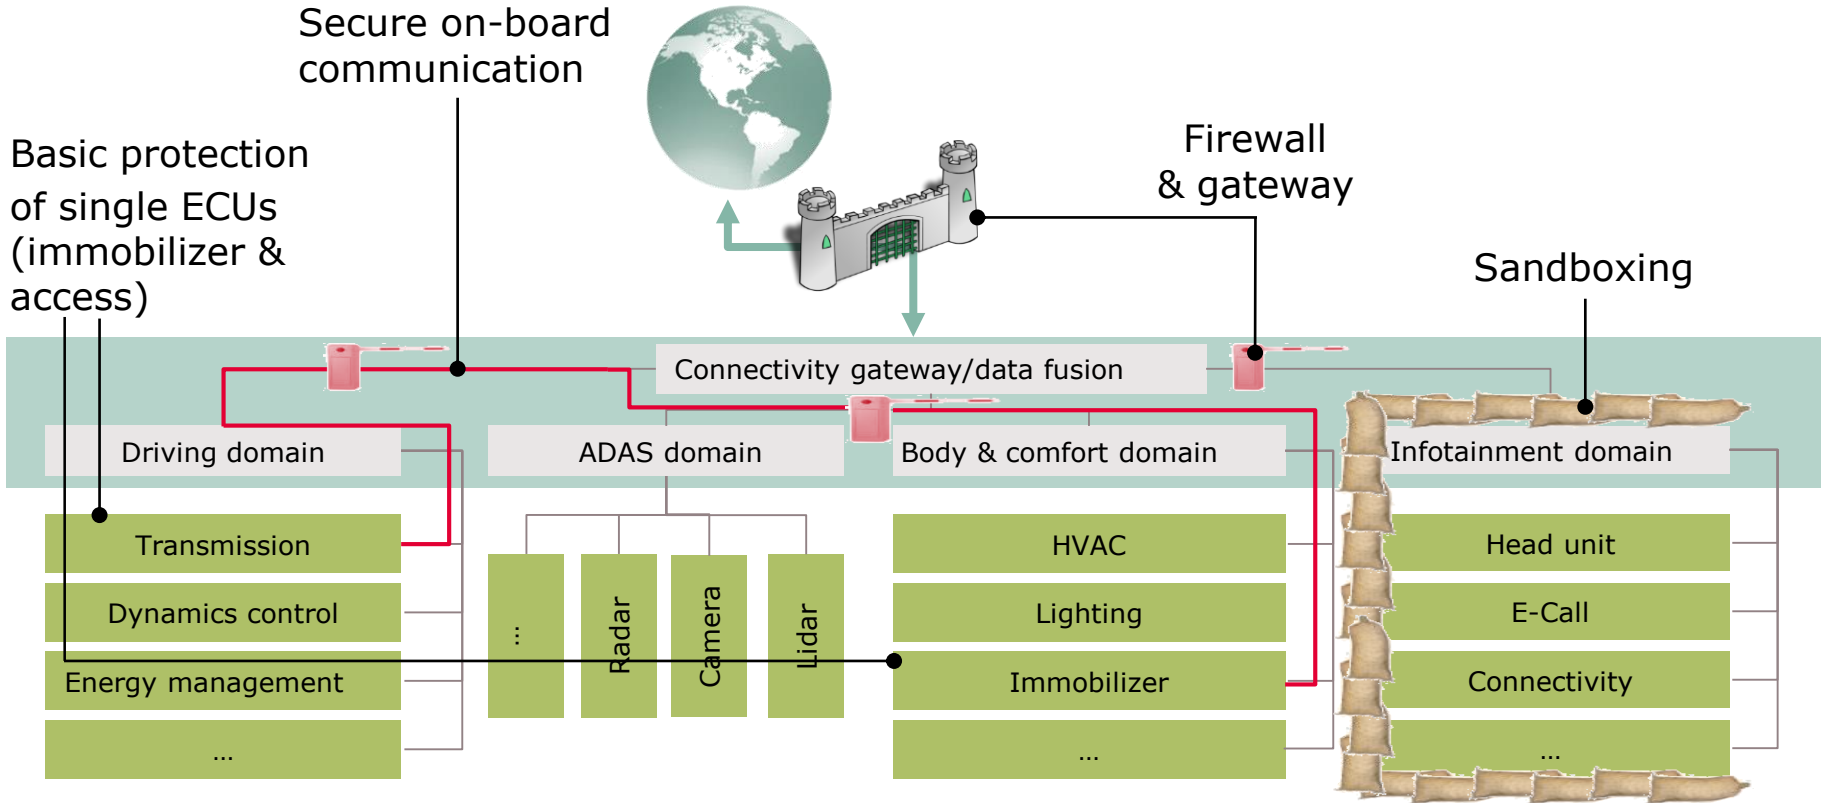 Secure on-board
communication
Basic protection
of single ECUs
(immobilizer &
access)
Firewall
& gateway
Sandboxing
Connectivity gateway/data fusion
Driving domain
ADAS domain
Body & comfort domain
Infotainment domain
Transmission
Dynamics control
Energy management
...
...
Radar
Camera
Lidar
HVAC
Lighting
Immobilizer
...
Head unit
E-Call
Connectivity
...